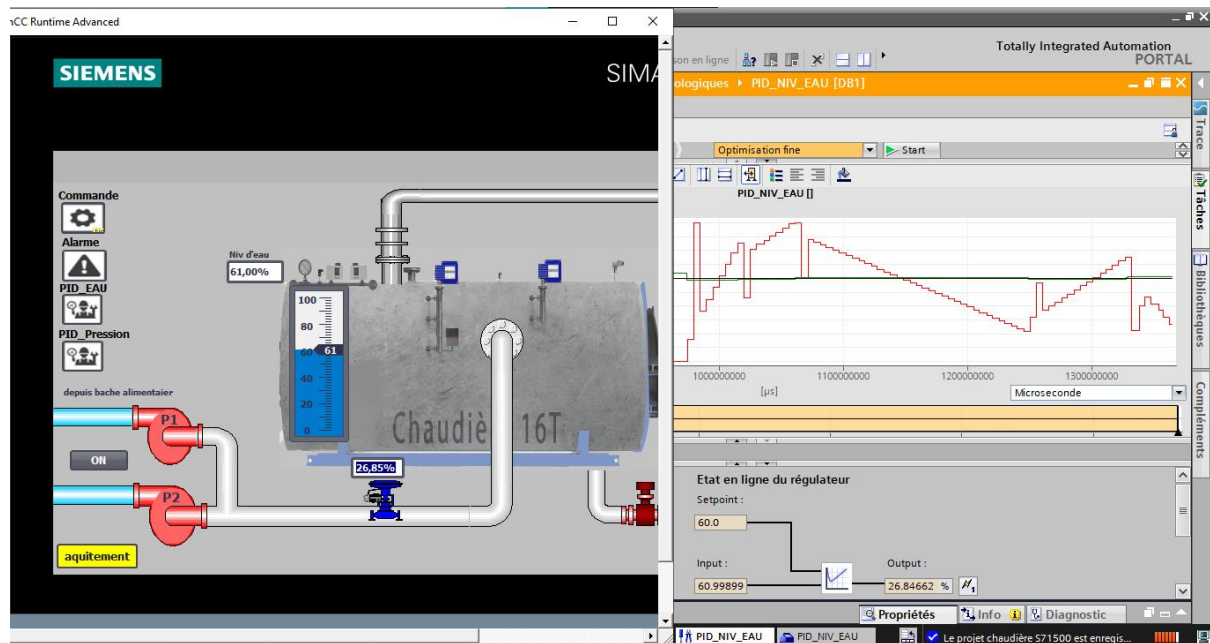 nCC Runtime Advanced
SIEMENS
SIMA
Commande
Alarme
PID_EAU
PID_Pression
Niv d'eau
61,00%
100
80
60
61
40
20
0
depuis bache alimentaier
P1
ON
P2
aquitement
Chaudiè 16T
26,85%
Totally Integrated Automation
PORTAL
son en ligne
ologiques PID_NIV_EAU [DB1]
Optimisation fine
Start
PID_NIV_EAU []
1000000000 1100000000 1200000000 1300000000
[µs]
Microseconde
Etat en ligne du régulateur
Setpoint :
60.0
Input :
60.99899
Output :
26.84662 %
Propriétés Info Diagnostic
PID_NIV_EAU PID_NIV_EAU Le projet chaudière S71500 est enregis...
Trace
Tâches
Bibliothèques
Compléments